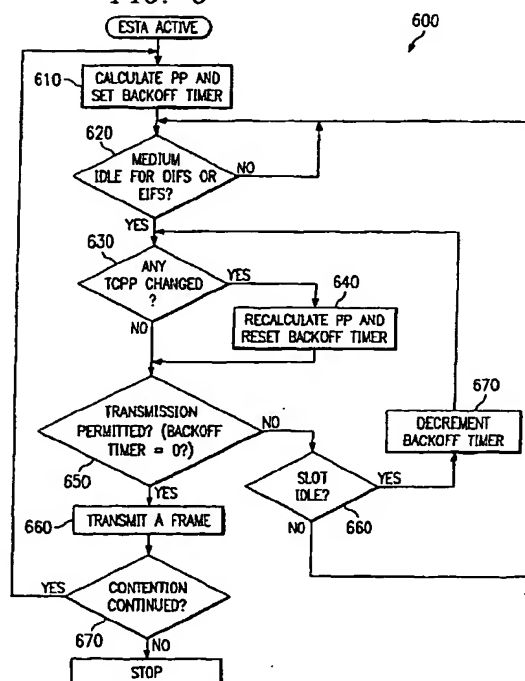 ESTA ACTIVE
600
610
CALCULATE PP AND
SET BACKOFF TIMER
620
MEDIUM
IDLE FOR DIFS OR
EIFS?
NO
YES
630
ANY
TCPP CHANGED
?
YES
640
NO
RECALCULATE PP AND
RESET BACKOFF TIMER
TRANSMISSION
PERMITTED? (BACKOFF
TIMER = 0?)
NO
650
YES
670
DECREMENT
BACKOFF TIMER
SLOT
IDLE?
YES
660
NO
660
TRANSMIT A FRAME
YES
CONTENTION
CONTINUED?
670
NO
STOP